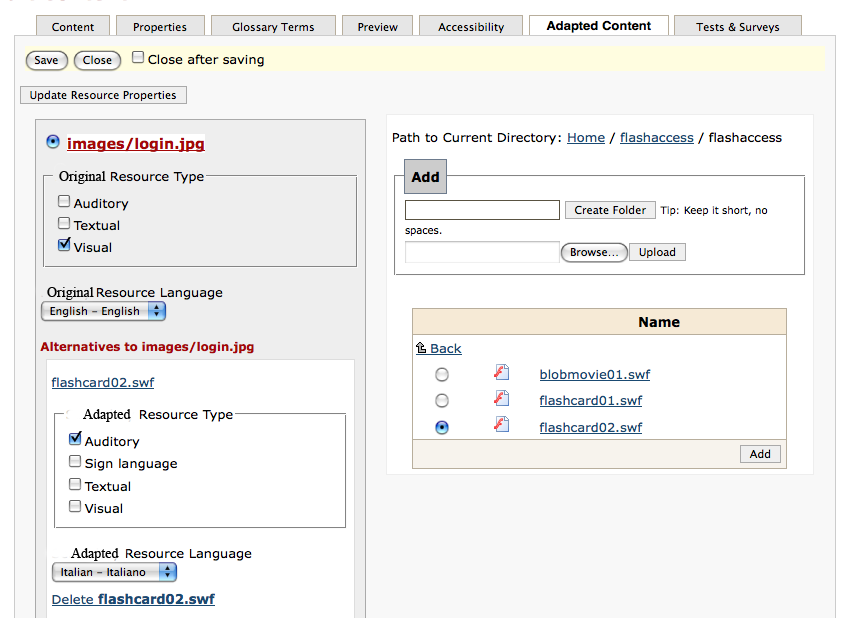 Content Properties Glossary Terms Preview Accessibility Adapted Content Tests & Surveys
Save Close Close after saving
Update Resource Properties
images/login.jpg
Original Resource Type
Auditory
Textual
Visual
Original Resource Language
English - English
Alternatives to images/login.jpg
flashcard02.swf
Adapted Resource Type
Auditory
Sign language
Textual
Visual
Adapted Resource Language
Italian - Italiano
Delete flashcard02.swf
Path to Current Directory: Home / flashaccess / flashaccess
Add
Create Folder Tip: Keep it short, no
spaces.
Browse... Upload
Name
Back
blobmovie01.swf
flashcard01.swf
flashcard02.swf
Add